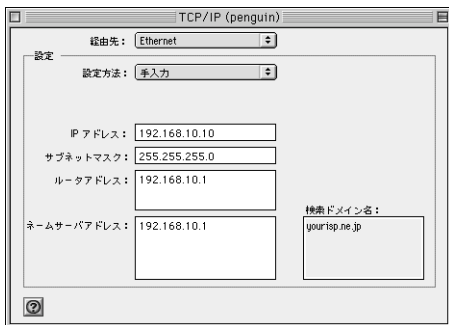 TCP/IP (penguin)
経由先： Ethernet
設定
設定方法： 手入力
IP アドレス： 192.168.10.10
サブネットマスク： 255.255.255.0
ルータアドレス： 192.168.10.1
ネームサーバアドレス： 192.168.10.1
検索ドメイン名：
yourisp.ne.jp
?